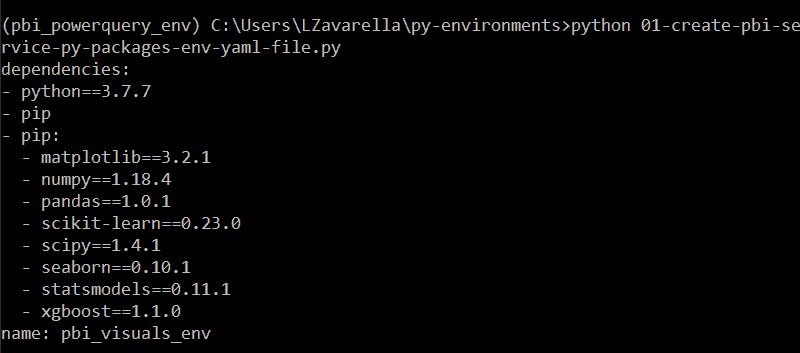 (pbi_powerquery_env) C:\Users\LZavarella\py-environments>python 01-create-pbi-se
rvice-py-packages-env-yaml-file.py
dependencies:
- python==3.7.7
- pip
- pip:
  - matplotlib==3.2.1
  - numpy==1.18.4
  - pandas==1.0.1
  - scikit-learn==0.23.0
  - scipy==1.4.1
  - seaborn==0.10.1
  - statsmodels==0.11.1
  - xgboost==1.1.0
name: pbi_visuals_env